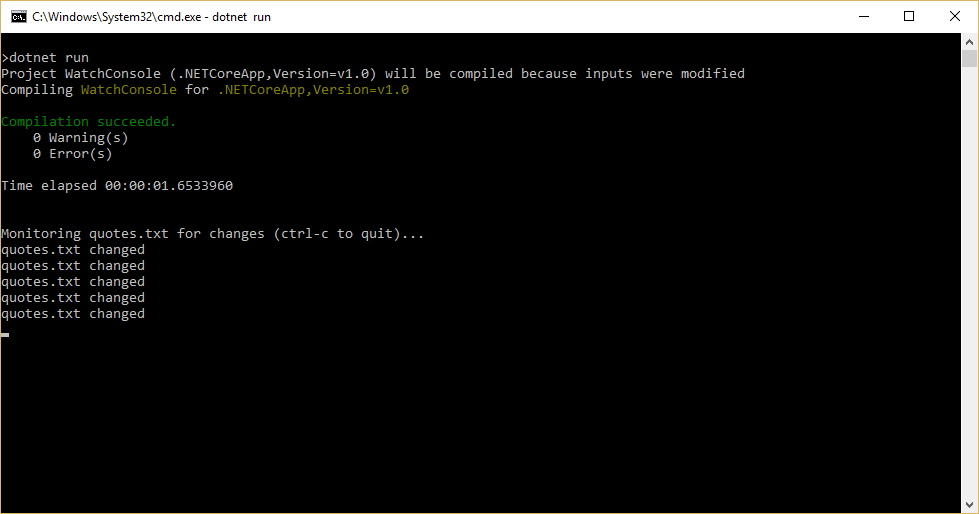 C:\Windows\System32\cmd.exe - dotnet  run
>dotnet run
Project WatchConsole (.NETCoreApp,Version=v1.0) will be compiled because inputs were modified
Compiling WatchConsole for .NETCoreApp,Version=v1.0
Compilation succeeded.
    0 Warning(s)
    0 Error(s)
Time elapsed 00:00:01.6533960
Monitoring quotes.txt for changes (ctrl-c to quit)...
quotes.txt changed
quotes.txt changed
quotes.txt changed
quotes.txt changed
quotes.txt changed